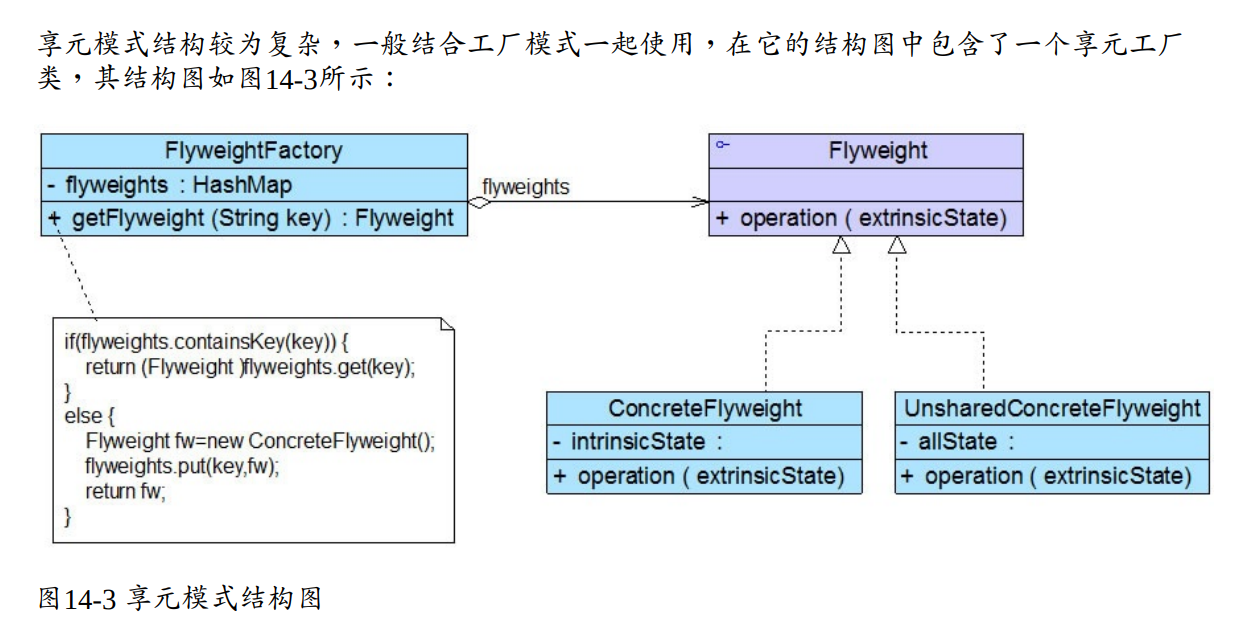 享元模式结构较为复杂，一般结合工厂模式一起使用，在它的结构图中包含了一个享元工厂
类，其结构图如图14-3所示：
FlyweightFactory
- flyweights : HashMap
+ getFlyweight (String key) : Flyweight
flyweights
Flyweight
+ operation ( extrinsicState)
if(flyweights.containsKey(key)) {
return (Flyweight )flyweights.get(key);
}
else {
Flyweight fw=new ConcreteFlyweight();
flyweights.put(key,fw);
return fw;
}
ConcreteFlyweight
- intrinsicState :
+ operation ( extrinsicState)
UnsharedConcreteFlyweight
- allState :
+ operation ( extrinsicState)
图14-3 享元模式结构图